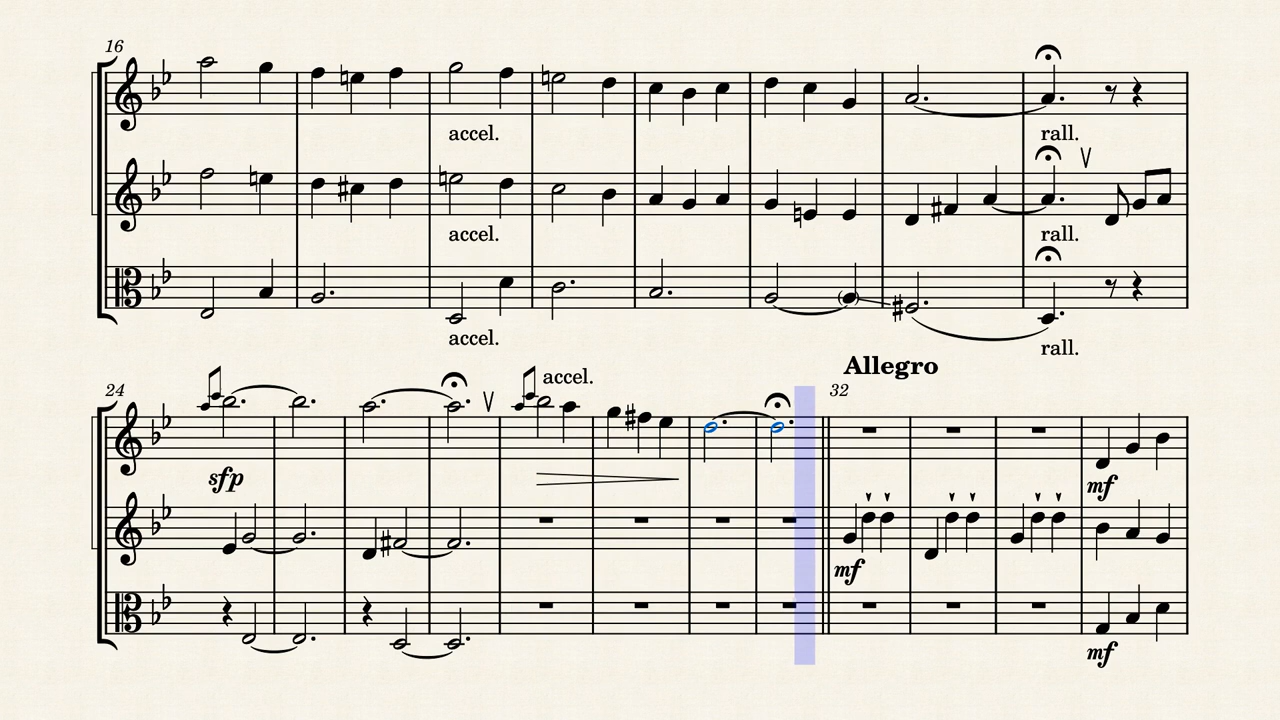 16
accel.
rall.
accel.
rall.
accel.
rall.
Allegro
24
accel.
32
sfp
mf
mf
mf